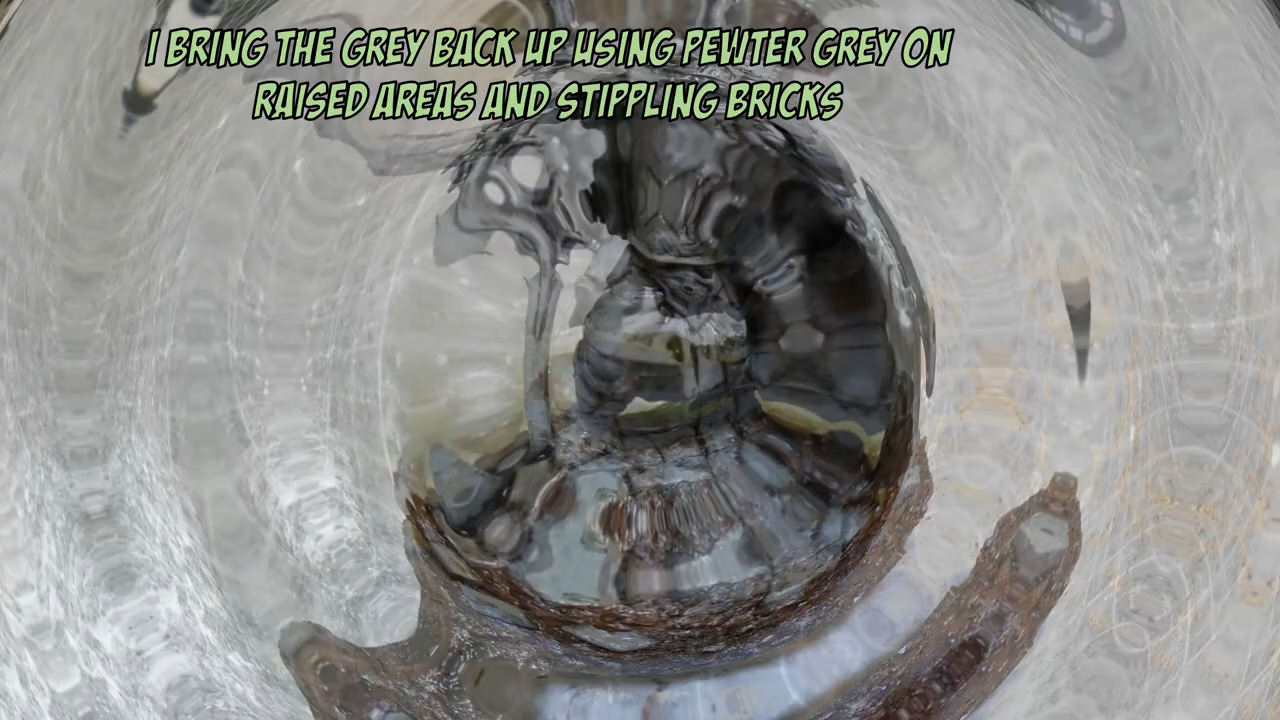 I BRING THE GREY BACK UP USING PEWTER GREY ON
RAISED AREAS AND STIPPLING BRICKS